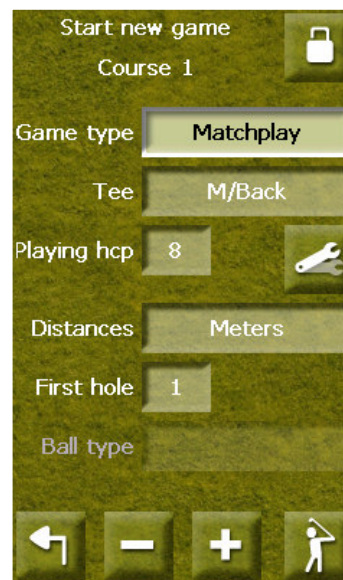 Start new game
Course 1
Game type Matchplay
Tee M/Back
Playing hcp 8
Distances Meters
First hole 1
Ball type